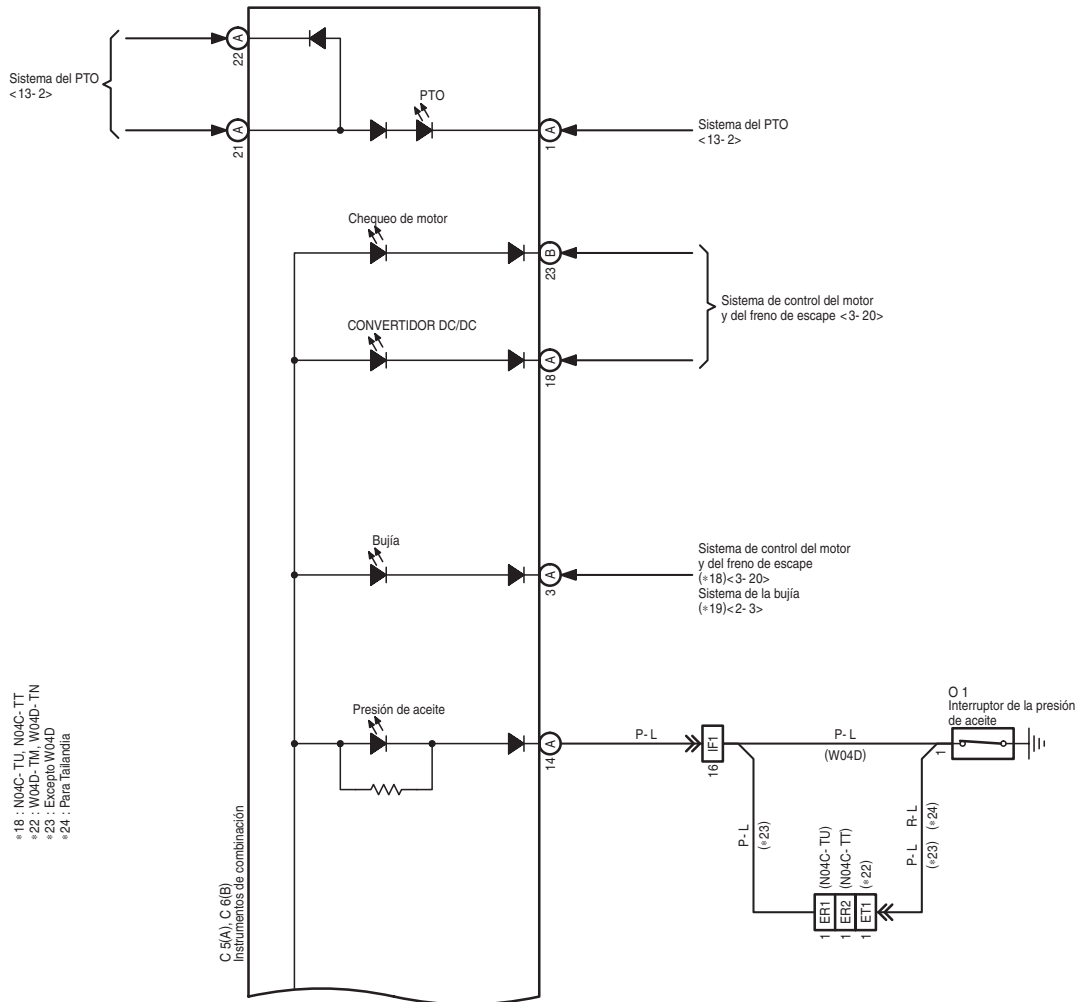 A
22
Sistema del PTO
<13- 2>
A
21
PTO
A
1
Sistema del PTO
<13- 2>
Chequeo de motor
B
23
CONVERTIDOR DC/DC
A
18
Sistema de control del motor
y del freno de escape <3- 20>
Bujía
A
3
Sistema de control del motor
y del freno de escape
(*18)<3- 20>
Sistema de la bujía
(*19)<2- 3>
Presión de aceite
A
14
P- L
IF1
16
P- L
(W04D)
1
O 1
Interruptor de la presión
de aceite
P- L
(*23)
P- L R- L
(*23) (*24)
1 ER1 (N04C- TU)
1 ER2 (N04C- TT)
1 ET1 (*22)
C 5(A), C 6(B)
Instrumentos de combinación
*18 : N04C- TU, N04C- TT
*22 : W04D- TM, W04D- TN
*23 : Excepto W04D
*24 : Para Tailandia